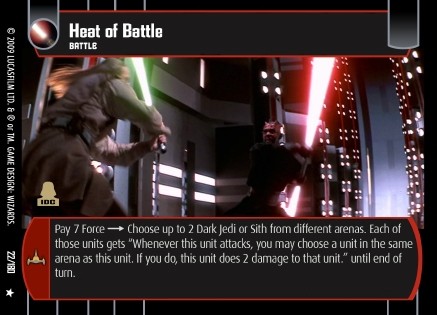 Heat of Battle
BATTLE
© 2009 LUCASFILM LTD. & ® or TM. GAME DESIGN: WIZARDS.
IDC
Pay 7 Force → Choose up to 2 Dark Jedi or Sith from different arenas. Each of
those units gets "Whenever this unit attacks, you may choose a unit in the same
arena as this unit. If you do, this unit does 2 damage to that unit." until end of
turn.